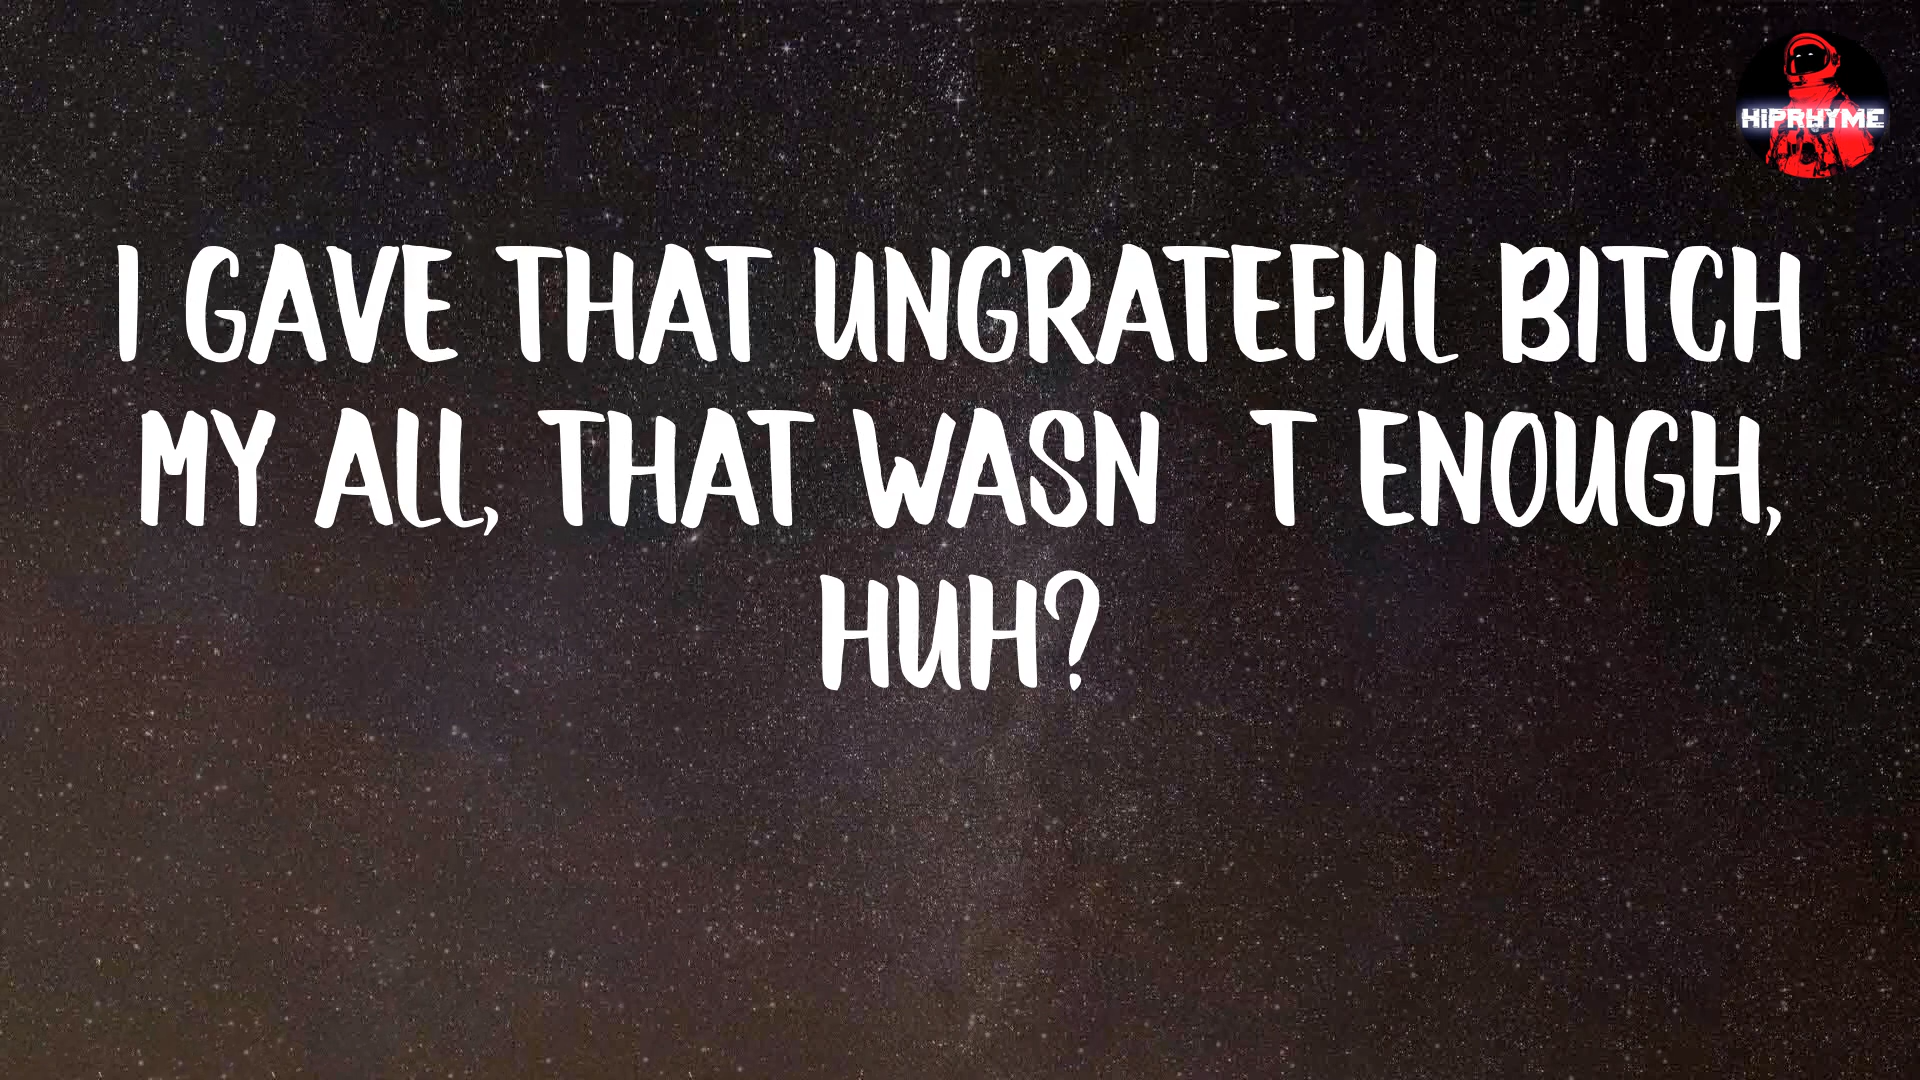 HIPRHYME
I GAVE THAT UNGRATEFUL BITCH
MY ALL, THAT WASN  T ENOUGH,
HUH?